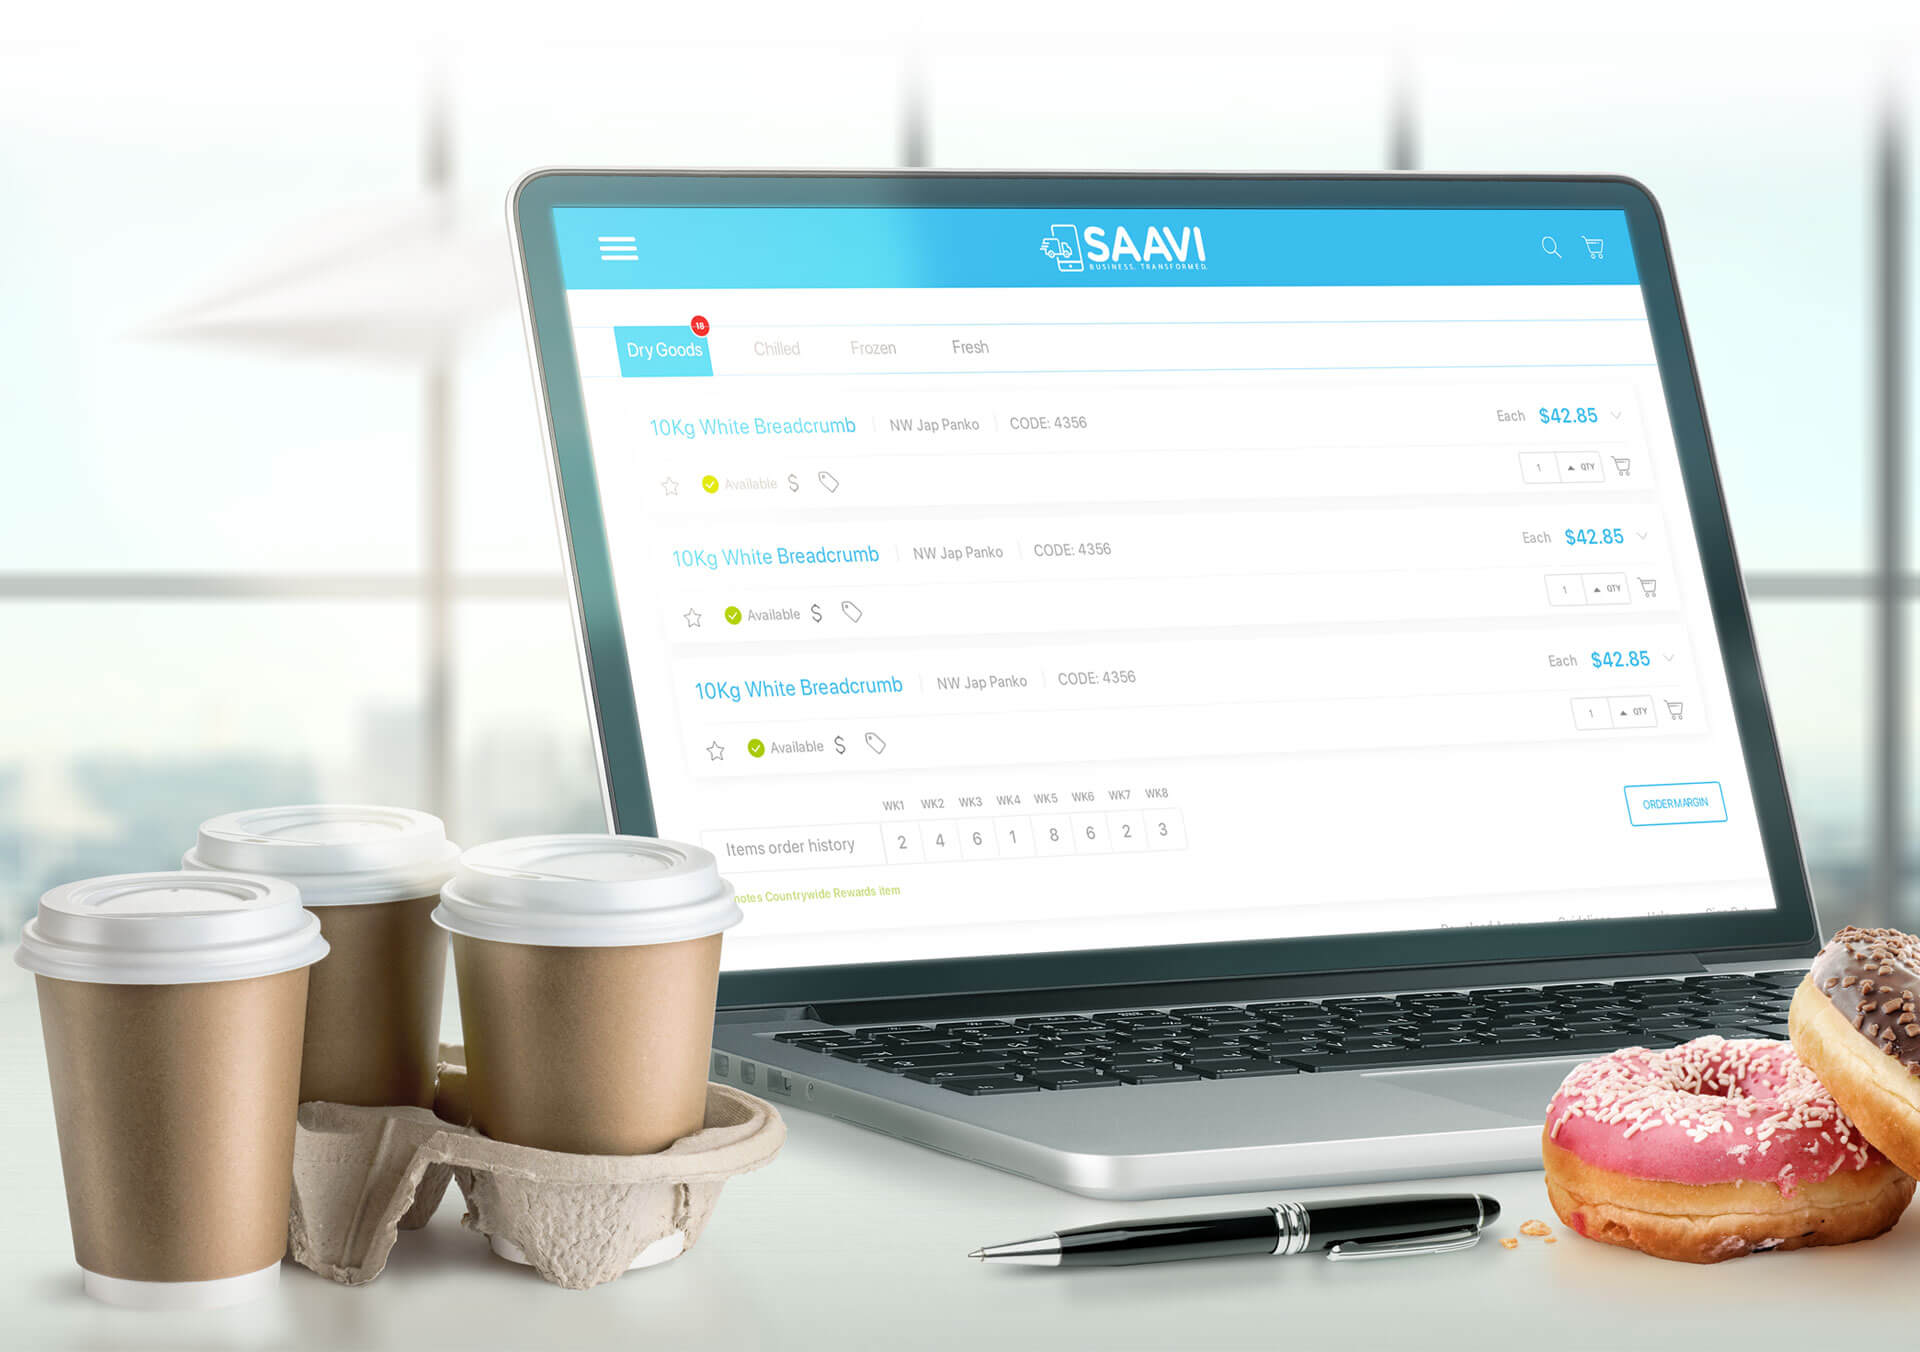 SAAVI
BUSINESS. TRANSFORMED.
18
Dry Goods Chilled Frozen Fresh
10Kg White Breadcrumb NW Jap Panko CODE: 4356 Each $42.85
Available $ 1 QTY
10Kg White Breadcrumb NW Jap Panko CODE: 4356 Each $42.85
Available $ 1 QTY
10Kg White Breadcrumb NW Jap Panko CODE: 4356 Each $42.85
Available $ 1 QTY
WK1 WK2 WK3 WK4 WK5 WK6 WK7 WK8
Items order history 2 4 6 1 8 6 2 3
ORDER MARGIN
notes Countrywide Rewards item